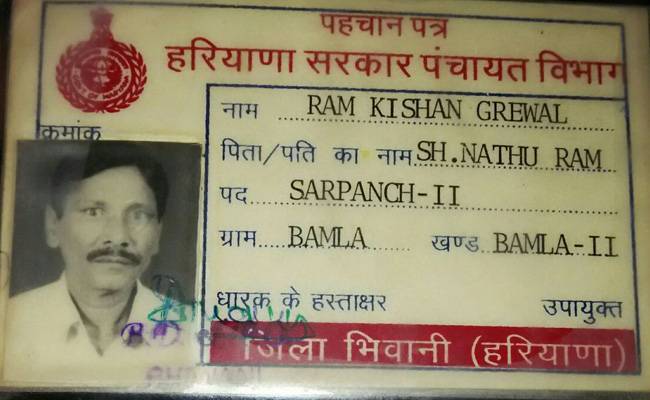 पहचान पत्र
हरियाणा सरकार पंचायत विभाग
क्रमांक
नाम RAM KISHAN GREWAL
पिता/पति का नाम SH.NATHU RAM
पद SARPANCH-II
ग्राम BAMLA खण्ड BAMLA-II
धारक के हस्ताक्षर उपायुक्त
जिला भिवानी (हरियाणा)